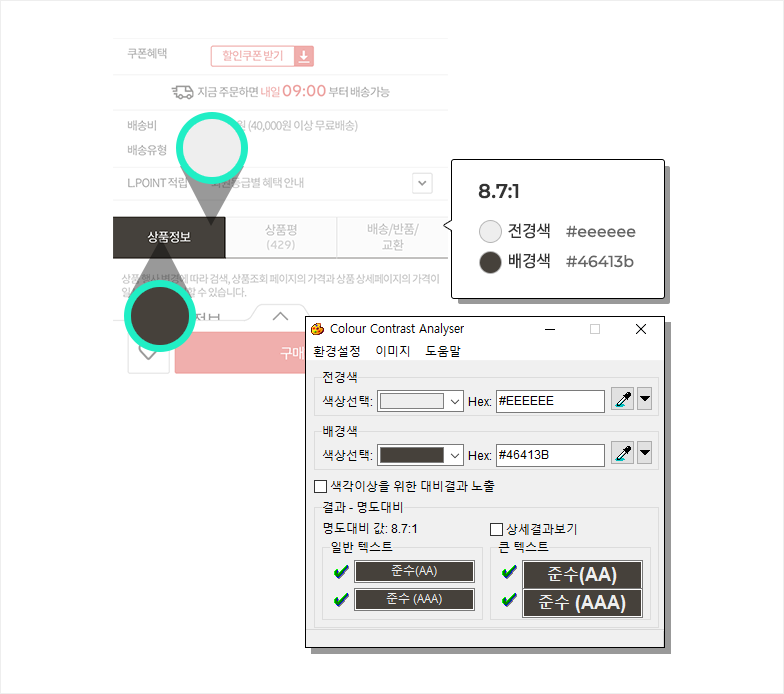 쿠폰혜택
할인쿠폰 받기
지금 주문하면 내일 09:00 부터 배송가능
배송비
원 (40,000원 이상 무료배송)
배송유형
L.POINT 적립
회원등급별 혜택 안내
상품정보
상품평
(429)
배송/반품/
교환
상품 행사 변경에 따라 검색, 상품조회 페이지의 가격과 상품 상세페이지의 가격이
할 수 있습니다.
구매
8.7:1
전경색 #eeeeee
배경색 #46413b
Colour Contrast Analyser
환경설정 이미지 도움말
전경색
색상선택: Hex: #EEEEEE
배경색
색상선택: Hex: #46413B
색각이상을 위한 대비결과 노출
결과 - 명도대비
명도대비 값: 8.7:1
상세결과보기
일반 텍스트
준수(AA)
준수 (AAA)
큰 텍스트
준수(AA)
준수 (AAA)